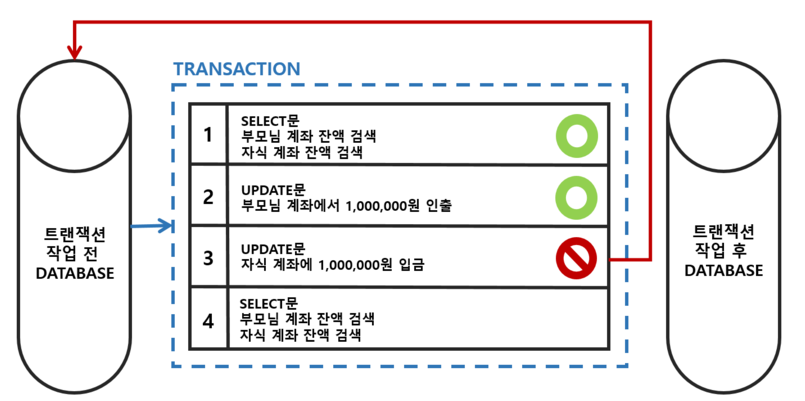 TRANSACTION
트랜잭션
작업 전
DATABASE
1
SELECT문
부모님 계좌 잔액 검색
자식 계좌 잔액 검색
2
UPDATE문
부모님 계좌에서 1,000,000원 인출
3
UPDATE문
자식 계좌에 1,000,000원 입금
4
SELECT문
부모님 계좌 잔액 검색
자식 계좌 잔액 검색
트랜잭션
작업 후
DATABASE